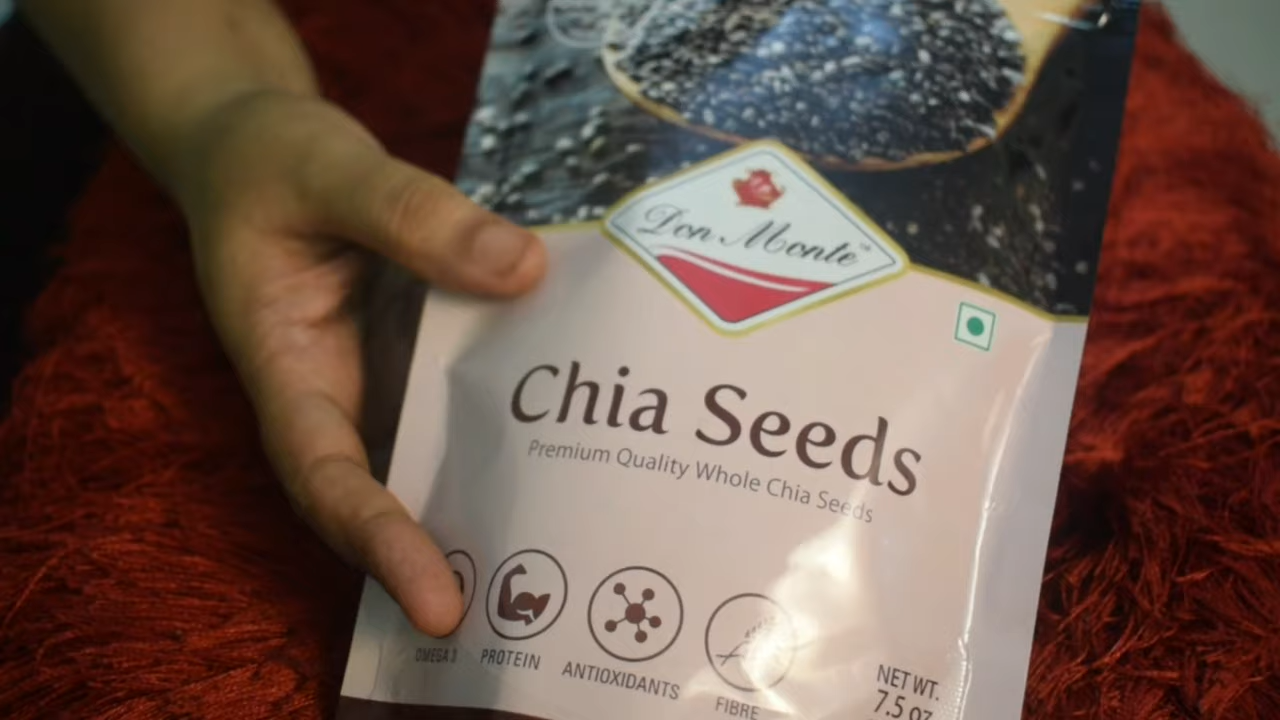 Don Monte
Chia Seeds
Premium Quality Whole Chia Seeds
OMEGA 3
PROTEIN
ANTIOXIDANTS
FIBRE
NET WT.
7.5 oz